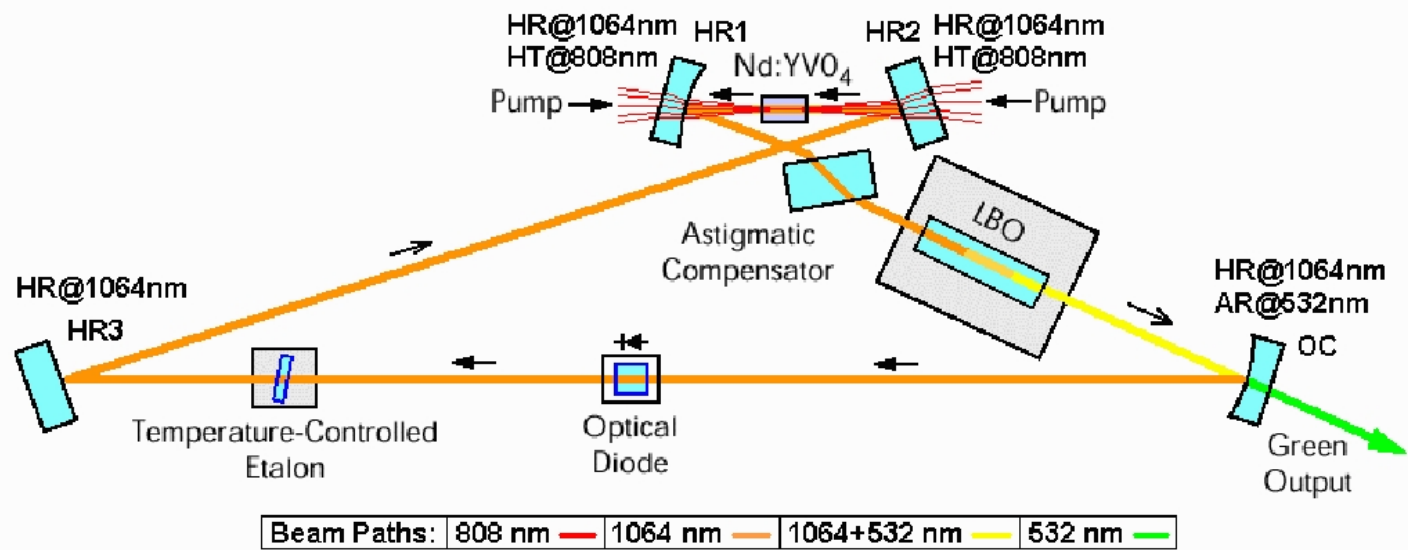 HR@1064nm
HT@808nm
HR1
HR2
HR@1064nm
HT@808nm
Nd:YVO₄
Pump
Pump
Astigmatic
Compensator
LBO
HR@1064nm
AR@532nm
OC
HR@1064nm
HR3
Temperature-Controlled
Etalon
Optical
Diode
Green
Output
Beam Paths: 808 nm 1064 nm 1064+532 nm 532 nm